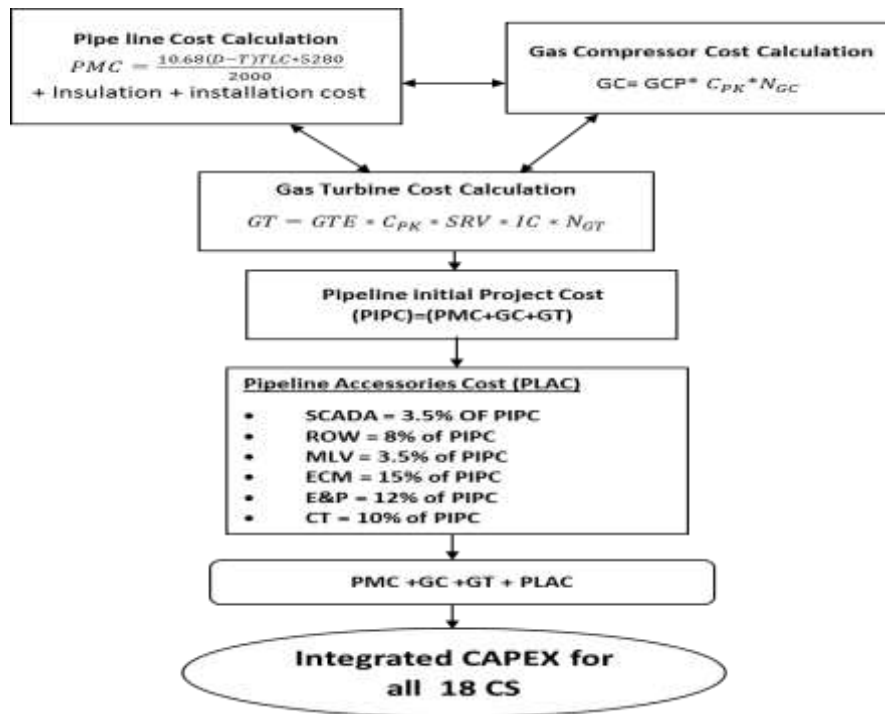 Pipe line Cost Calculation
PMC = 10.68(D−T)TLC∗5280
2000
+ Insulation + installation cost
Gas Compressor Cost Calculation
GC= GCP* C_PK*N_GC
Gas Turbine Cost Calculation
GT = GTE ∗ C_PK ∗ SRV ∗ IC ∗ N_GT
Pipeline initial Project Cost
(PIPC)=(PMC+GC+GT)
Pipeline Accessories Cost (PLAC)
• SCADA = 3.5% OF PIPC
• ROW = 8% of PIPC
• MLV = 3.5% of PIPC
• ECM = 15% of PIPC
• E&P = 12% of PIPC
• CT = 10% of PIPC
PMC +GC +GT + PLAC
Integrated CAPEX for
all 18 CS